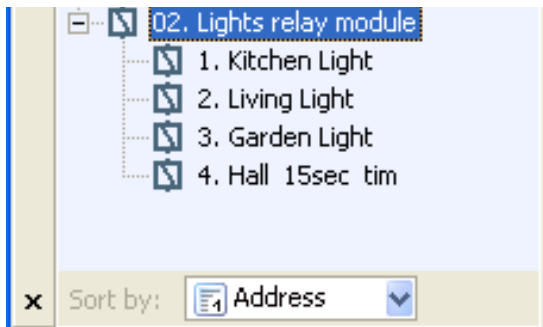 02. Lights relay module
1. Kitchen Light
2. Living Light
3. Garden Light
4. Hall 15sec tim
x Sort by: Address